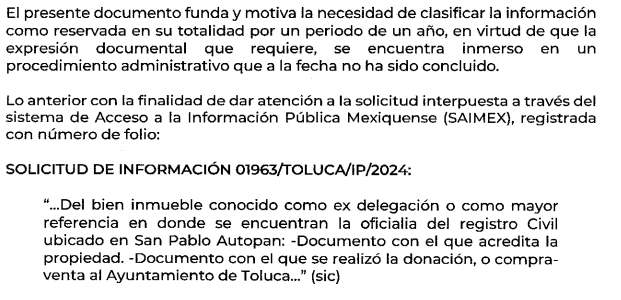 El presente documento funda y motiva la necesidad de clasificar la información
como reservada en su totalidad por un periodo de un año, en virtud de que la
expresión documental que requiere, se encuentra inmerso en un
procedimiento administrativo que a la fecha no ha sido concluido.
Lo anterior con la finalidad de dar atención a la solicitud interpuesta a través del
sistema de Acceso a la Información Pública Mexiquense (SAIMEX), registrada
con número de folio:
SOLICITUD DE INFORMACIÓN 01963/TOLUCA/IP/2024:
“...Del bien inmueble conocido como ex delegación o como mayor
referencia en donde se encuentran la oficialia del registro Civil
ubicado en San Pablo Autopan: -Documento con el que acredita la
propiedad. -Documento con el que se realizó la donación, o compra-
venta al Ayuntamiento de Toluca...” (sic)